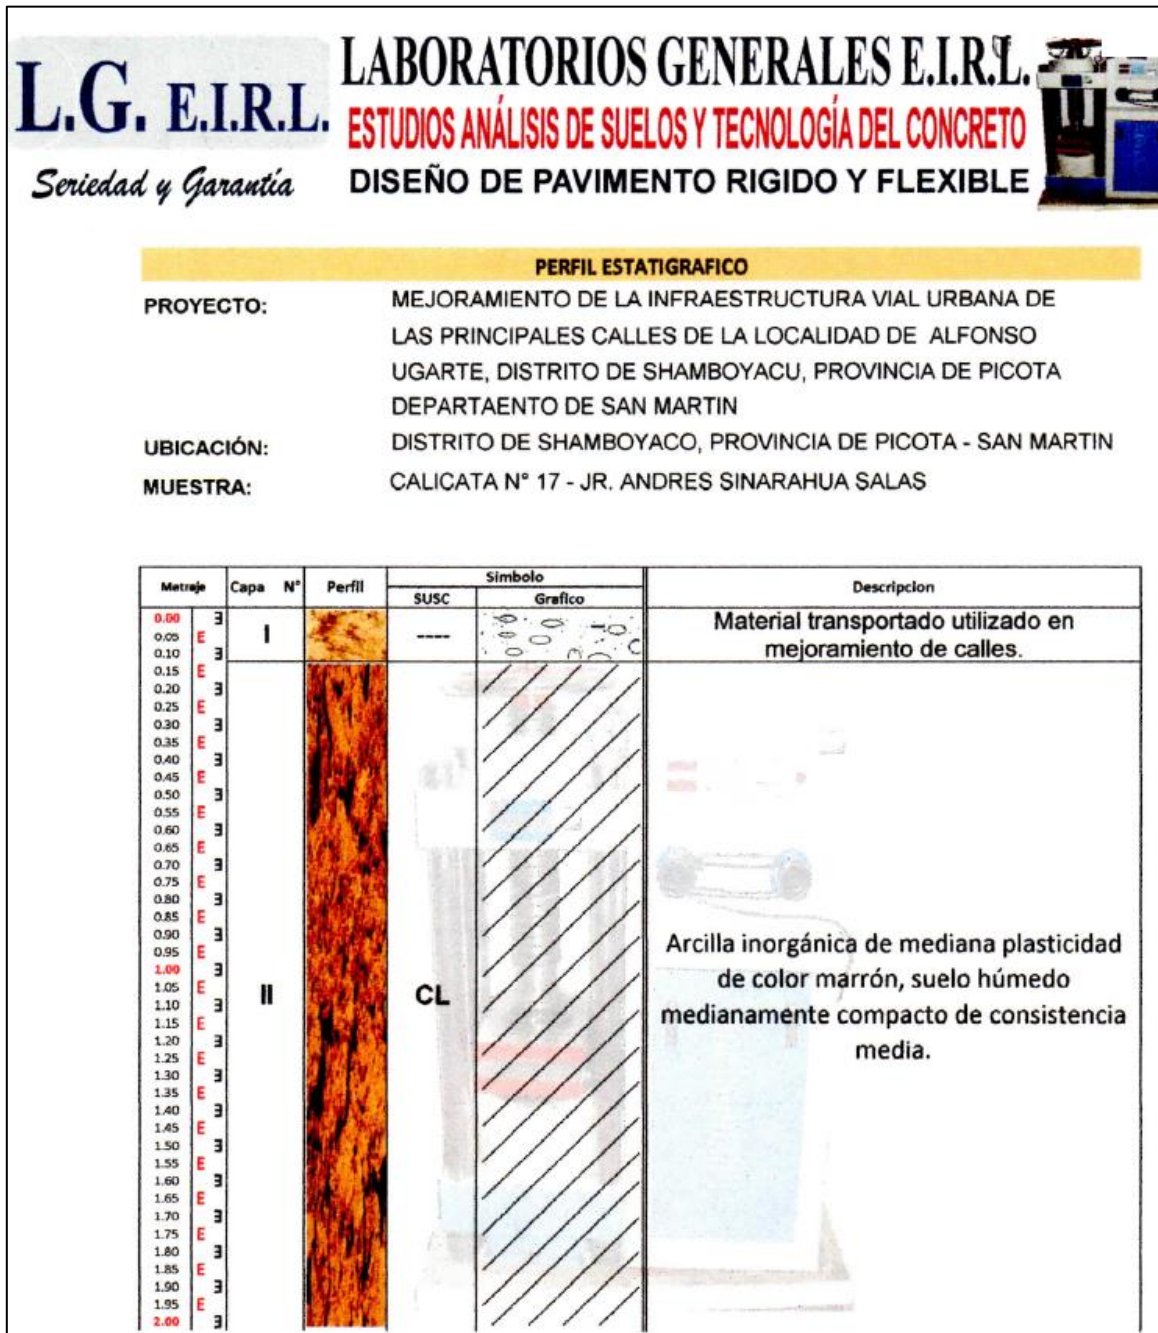 L.G. E.I.R.L.
Seriedad y Garantía
LABORATORIOS GENERALES E.I.R.L.
ESTUDIOS ANÁLISIS DE SUELOS Y TECNOLOGÍA DEL CONCRETO
DISEÑO DE PAVIMENTO RIGIDO Y FLEXIBLE
PERFIL ESTATIGRAFICO
PROYECTO: MEJORAMIENTO DE LA INFRAESTRUCTURA VIAL URBANA DE
LAS PRINCIPALES CALLES DE LA LOCALIDAD DE ALFONSO
UGARTE, DISTRITO DE SHAMBOYACU, PROVINCIA DE PICOTA
DEPARTAENTO DE SAN MARTIN
UBICACIÓN: DISTRITO DE SHAMBOYACO, PROVINCIA DE PICOTA - SAN MARTIN
MUESTRA: CALICATA N° 17 - JR. ANDRES SINARAHUA SALAS
Metraje Capa N° Perfil Simbolo Descripcion
SUSC Grafico
0.00 E
0.05 E
0.10 E
I ---- Material transportado utilizado en
mejoramiento de calles.
0.15 E
0.20 E
0.25 E
0.30 E
0.35 E
0.40 E
0.45 E
0.50 E
0.55 E
0.60 E
0.65 E
0.70 E
0.75 E
0.80 E
0.85 E
0.90 E
0.95 E
1.00 E
1.05 E
1.10 E
1.15 E
1.20 E
1.25 E
1.30 E
1.35 E
1.40 E
1.45 E
1.50 E
1.55 E
1.60 E
1.65 E
1.70 E
1.75 E
1.80 E
1.85 E
1.90 E
1.95 E
2.00 E
II CL
Arcilla inorgánica de mediana plasticidad
de color marrón, suelo húmedo
medianamente compacto de consistencia
media.